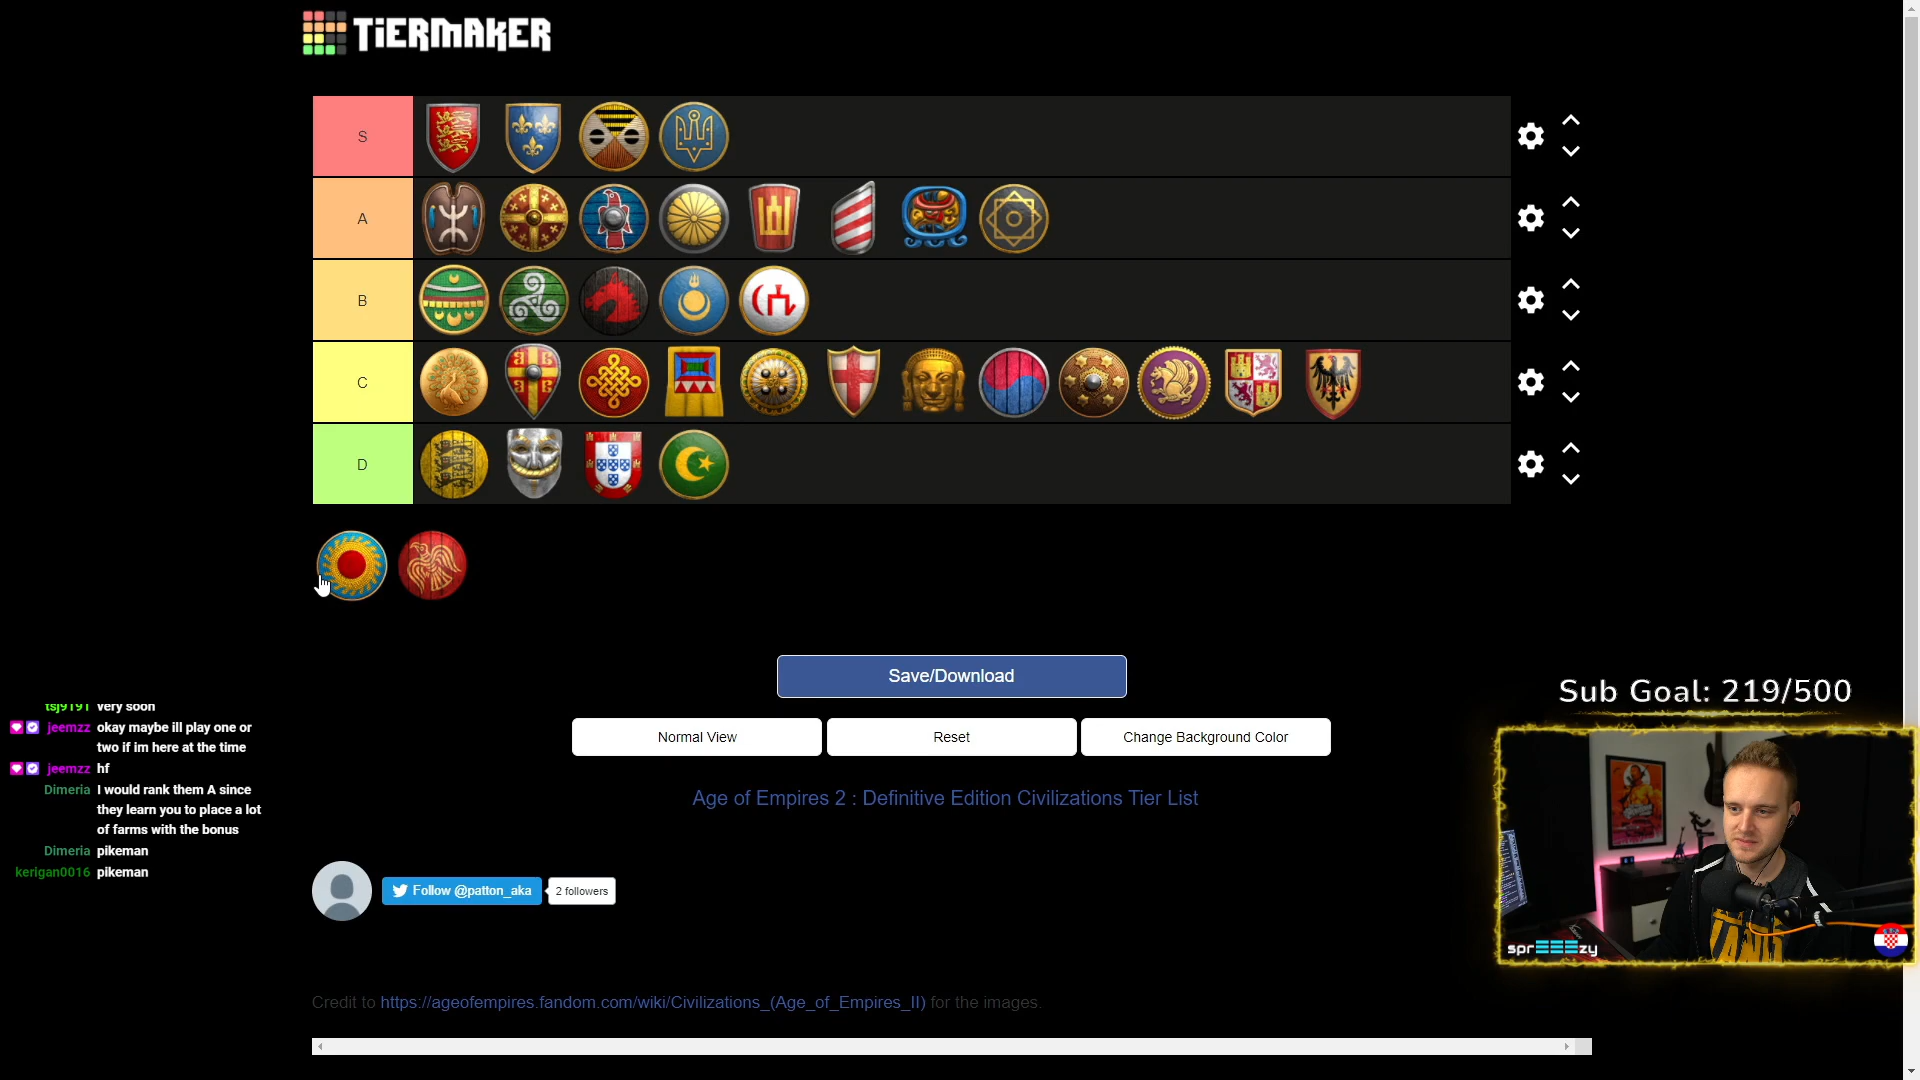 TiERMAKER
S
A
B
C
D
Save/Download
Normal View
Reset
Change Background Color
Age of Empires 2 : Definitive Edition Civilizations Tier List
Follow @patton_aka
2 followers
Credit to https://ageofempires.fandom.com/wiki/Civilizations_(Age_of_Empires_II) for the images.
tsj9191 very soon
jeemzz okay maybe ill play one or
two if im here at the time
jeemzz hf
Dimeria I would rank them A since
they learn you to place a lot
of farms with the bonus
Dimeria pikeman
kerigan0016 pikeman
Sub Goal: 219/500